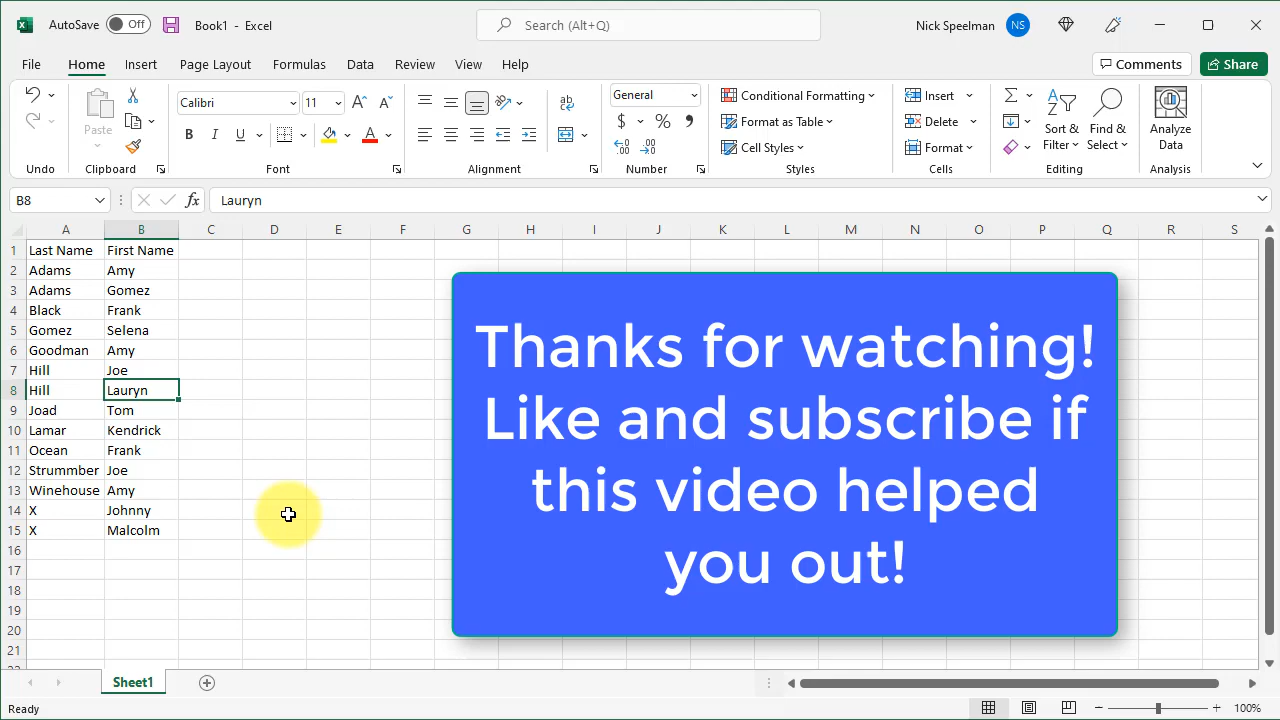 AutoSave Off Book1 - Excel Search (Alt+Q) Nick Speelman NS
File Home Insert Page Layout Formulas Data Review View Help Comments Share
Calibri 11 General Conditional Formatting Insert
Paste B I U A $ % Format as Table Delete Sort & Filter Find & Select Analyze Data
Cell Styles Format
Undo Clipboard Font Alignment Number Styles Cells Editing Analysis
B8 fx Lauryn
A B C D E F G H I J K L M N O P Q R S
1 Last Name First Name
2 Adams Amy
3 Adams Gomez
4 Black Frank
5 Gomez Selena
6 Goodman Amy
7 Hill Joe
8 Hill Lauryn
9 Joad Tom
10 Lamar Kendrick
11 Ocean Frank
12 Strummber Joe
13 Winehouse Amy
14 X Johnny
15 X Malcolm
16
17
18
19
20
21
Thanks for watching!
Like and subscribe if
this video helped
you out!
Sheet1
Ready 100%